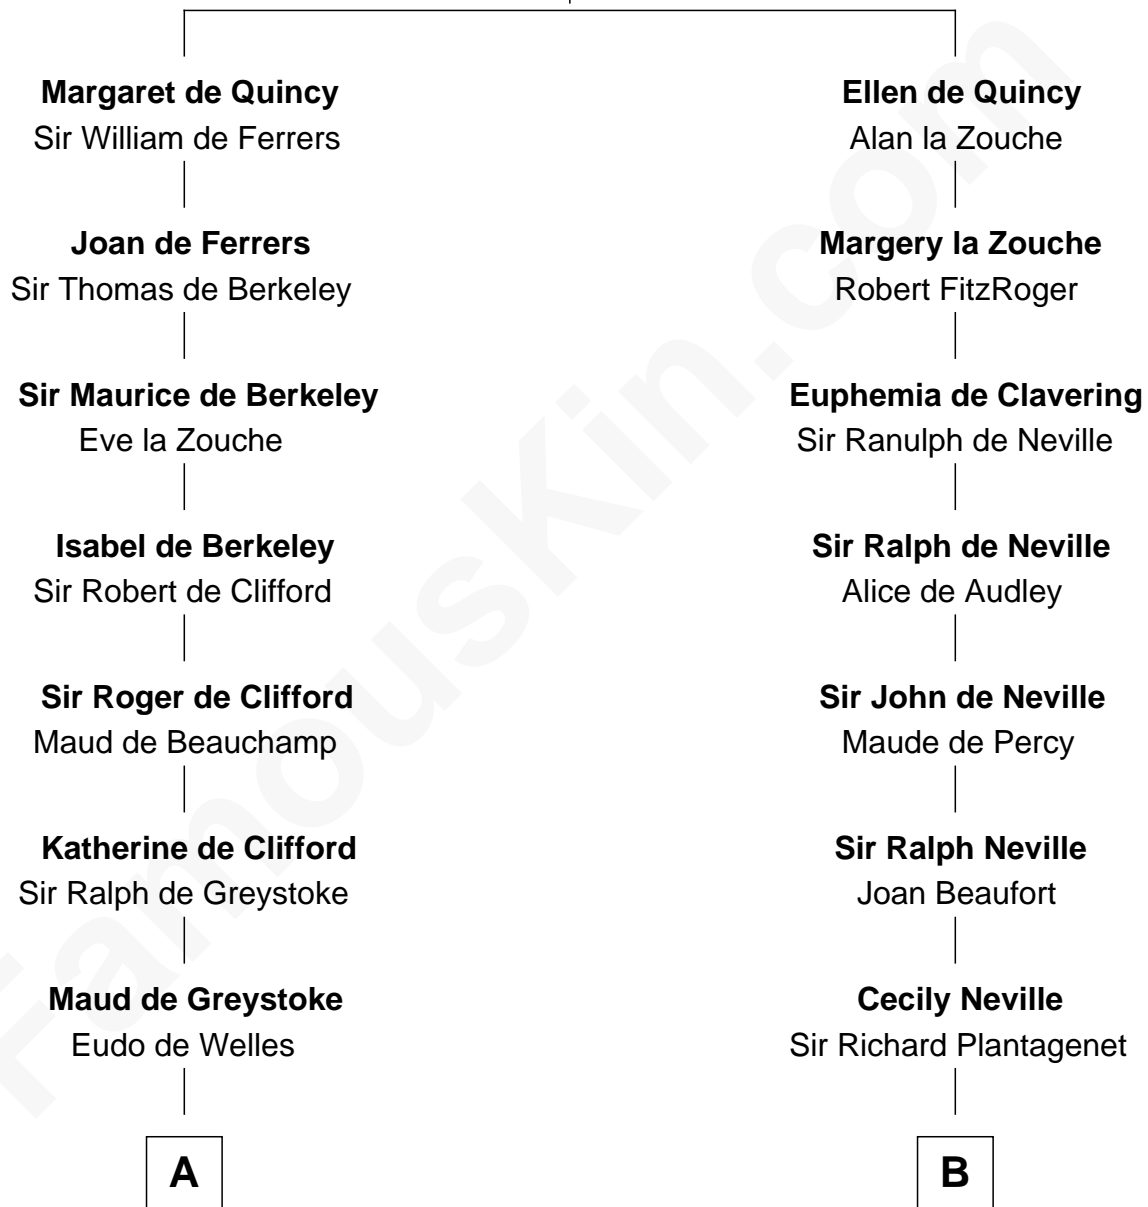 Margaret de Quincy
Sir William de Ferrers
Joan de Ferrers
Sir Thomas de Berkeley
Sir Maurice de Berkeley
Eve la Zouche
Isabel de Berkeley
Sir Robert de Clifford
Sir Roger de Clifford
Maud de Beauchamp
Katherine de Clifford
Sir Ralph de Greystoke
Maud de Greystoke
Eudo de Welles
A
Ellen de Quincy
Alan la Zouche
Margery la Zouche
Robert FitzRoger
Euphemia de Clavering
Sir Ranulph de Neville
Sir Ralph de Neville
Alice de Audley
Sir John de Neville
Maude de Percy
Sir Ralph Neville
Joan Beaufort
Cecily Neville
Sir Richard Plantagenet
B
FamousKin.com